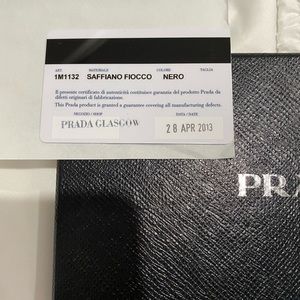 ART. MATERIALE COLORE TAGLIA
1M1132 SAFFIANO FIOCCO NERO
Il presente certificato di autenticità costituisce garanzia del prodotto Prada da
difetti originari di fabbricazione.
This Prada product is granted a guarantee covering all manufacturing defects.
NEGOZIO / SHOP DATA / DATE
PRADA GLASGOW 28 APR 2013
PRA